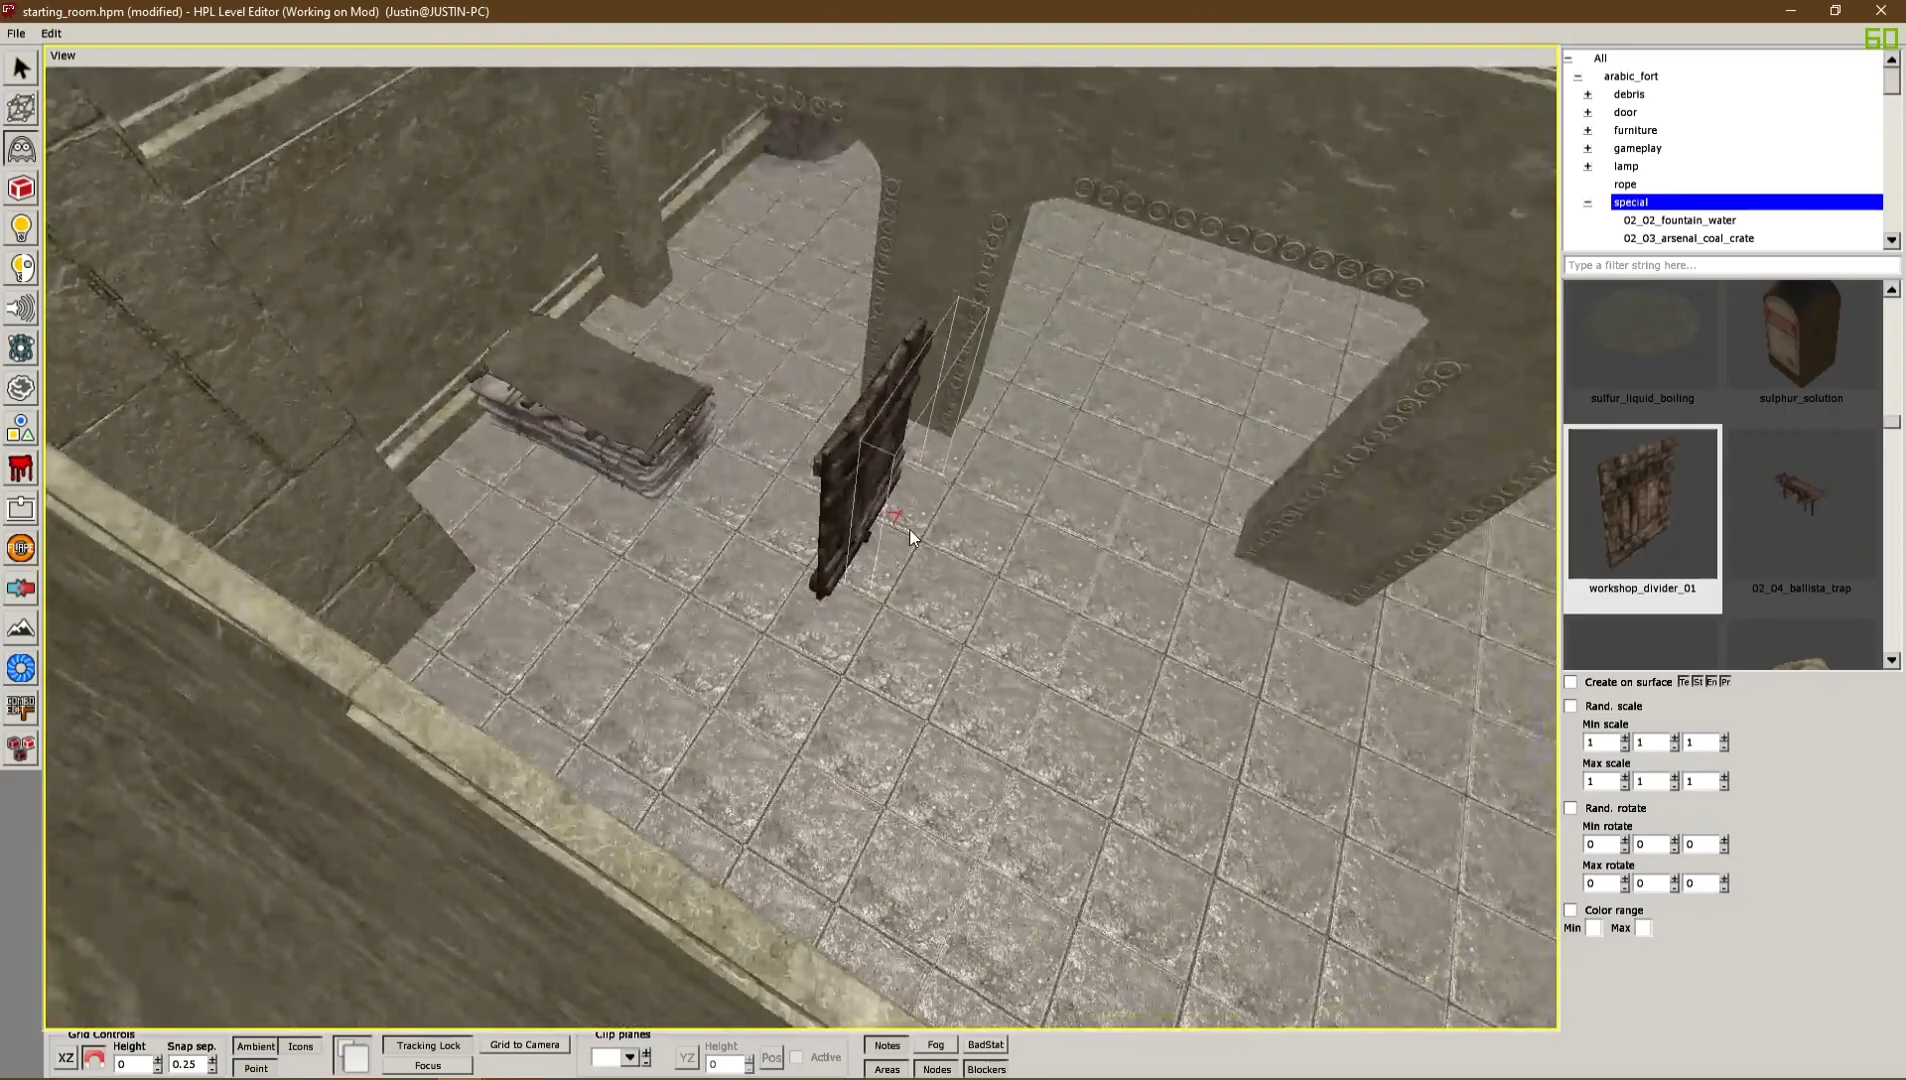 starting_room.hpm (modified) - HPL Level Editor (Working on Mod)  (Justin@JUSTIN-PC)
File Edit
60
View
All
arabic_fort
debris
door
furniture
gameplay
lamp
rope
special
02_02_fountain_water
02_03_arsenal_coal_crate
Type a filter string here...
sulfur_liquid_boiling sulphur_solution
workshop_divider_01 02_04_ballista_trap
Create on surface Te St En Pr
Rand. scale
Min scale
1 1 1
Max scale
1 1 1
Rand. rotate
Min rotate
0 0 0
Max rotate
0 0 0
Color range
Min Max
FLARE
Grid Controls
XZ Height 0 Snap sep. 0.25
Ambient Icons
Point
Tracking Lock
Focus
Grid to Camera
Clip planes
YZ Height 0 Pos Active
Notes Fog BadStat
Areas Nodes Blockers